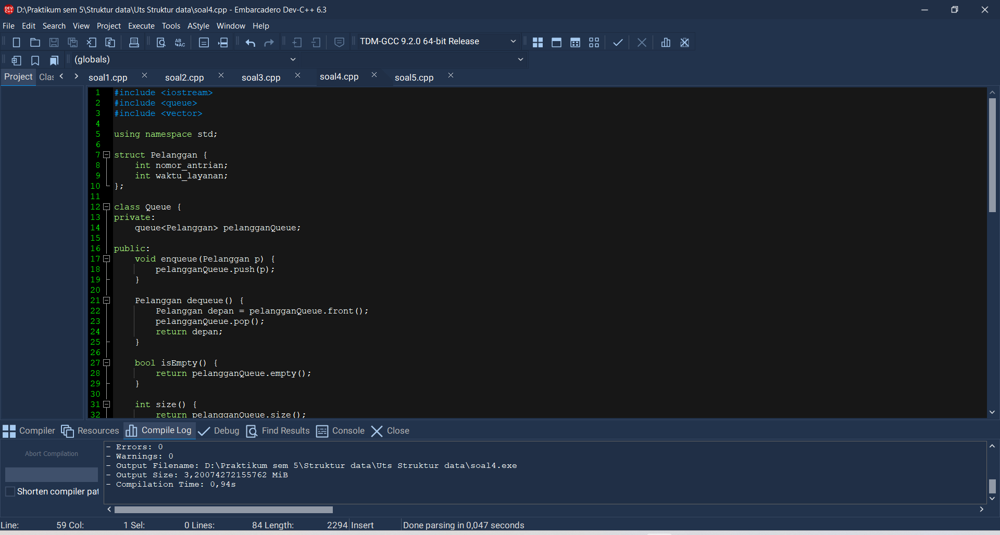 D:\Praktikum sem 5\Struktur data\Uts Struktur data\soal4.cpp - Embarcadero Dev-C++ 6.3
File Edit Search View Project Execute Tools AStyle Window Help
TDM-GCC 9.2.0 64-bit Release
(globals)
Project Clas soal1.cpp soal2.cpp soal3.cpp soal4.cpp soal5.cpp
1 #include <iostream>
2 #include <queue>
3 #include <vector>
4
5 using namespace std;
6
7 struct Pelanggan {
8 int nomor_antrian;
9 int waktu_layanan;
10 };
11
12 class Queue {
13 private:
14 queue<Pelanggan> pelangganQueue;
15
16 public:
17 void enqueue(Pelanggan p) {
18 pelangganQueue.push(p);
19 }
20
21 Pelanggan dequeue() {
22 Pelanggan depan = pelangganQueue.front();
23 pelangganQueue.pop();
24 return depan;
25 }
26
27 bool isEmpty() {
28 return pelangganQueue.empty();
29 }
30
31 int size() {
32 return pelangganQueue.size();
Compiler Resources Compile Log Debug Find Results Console Close
Abort Compilation
Shorten compiler pat
- Errors: 0
- Warnings: 0
- Output Filename: D:\Praktikum sem 5\Struktur data\Uts Struktur data\soal4.exe
- Output Size: 3,20074272155762 MiB
- Compilation Time: 0,94s
Line: 59 Col: 1 Sel: 0 Lines: 84 Length: 2294 Insert Done parsing in 0,047 seconds